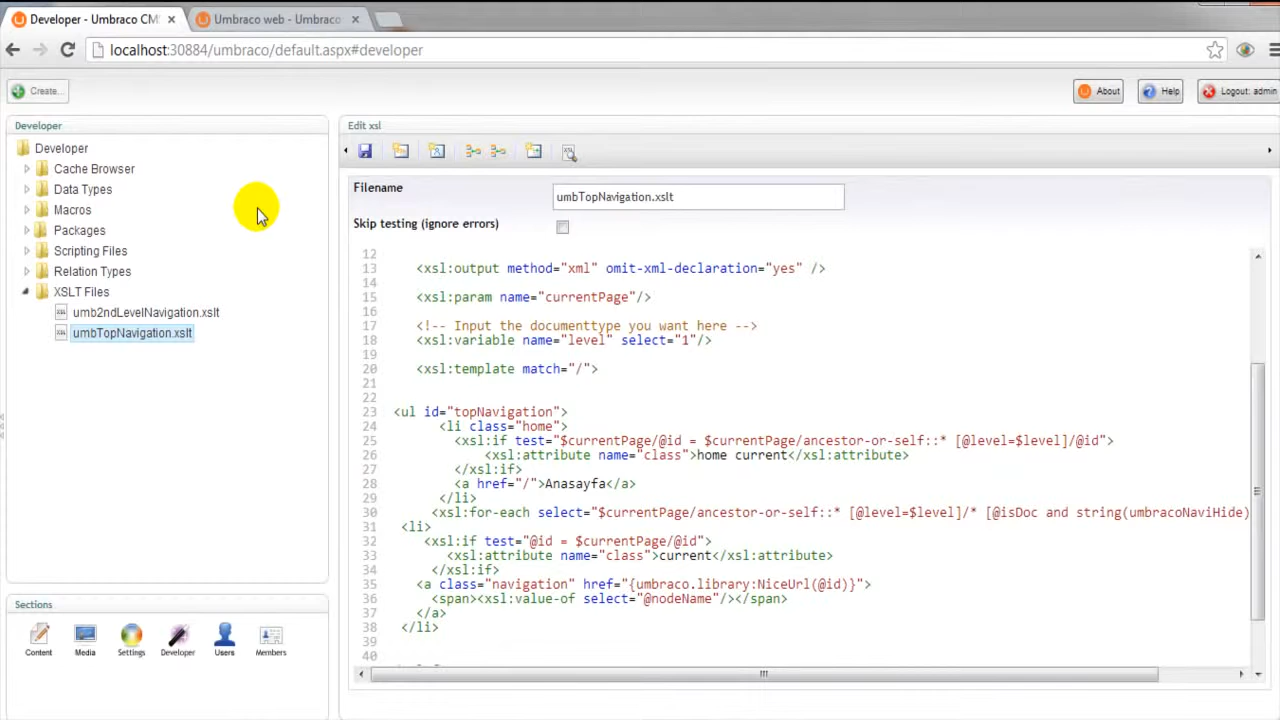 Developer - Umbraco CM
Umbraco web - Umbraco
localhost:30884/umbraco/default.aspx#developer
Create...
About
Help
Logout: admin
Developer
Developer
Cache Browser
Data Types
Macros
Packages
Scripting Files
Relation Types
XSLT Files
umb2ndLevelNavigation.xslt
umbTopNavigation.xslt
Sections
Content
Media
Settings
Developer
Users
Members
Edit xsl
Filename
umbTopNavigation.xslt
Skip testing (ignore errors)
12
13 <xsl:output method="xml" omit-xml-declaration="yes" />
14
15 <xsl:param name="currentPage"/>
16
17 <!-- Input the documenttype you want here -->
18 <xsl:variable name="level" select="1"/>
19
20 <xsl:template match="/">
21
22
23 <ul id="topNavigation">
24 <li class="home">
25 <xsl:if test="$currentPage/@id = $currentPage/ancestor-or-self::* [@level=$level]/@id">
26 <xsl:attribute name="class">home current</xsl:attribute>
27 </xsl:if>
28 <a href="/">Anasayfa</a>
29 </li>
30 <xsl:for-each select="$currentPage/ancestor-or-self::* [@level=$level]/* [@isDoc and string(umbracoNaviHide)
31 <li>
32 <xsl:if test="@id = $currentPage/@id">
33 <xsl:attribute name="class">current</xsl:attribute>
34 </xsl:if>
35 <a class="navigation" href="{umbraco.library:NiceUrl(@id)}">
36 <span><xsl:value-of select="@nodeName"/></span>
37 </a>
38 </li>
39
40